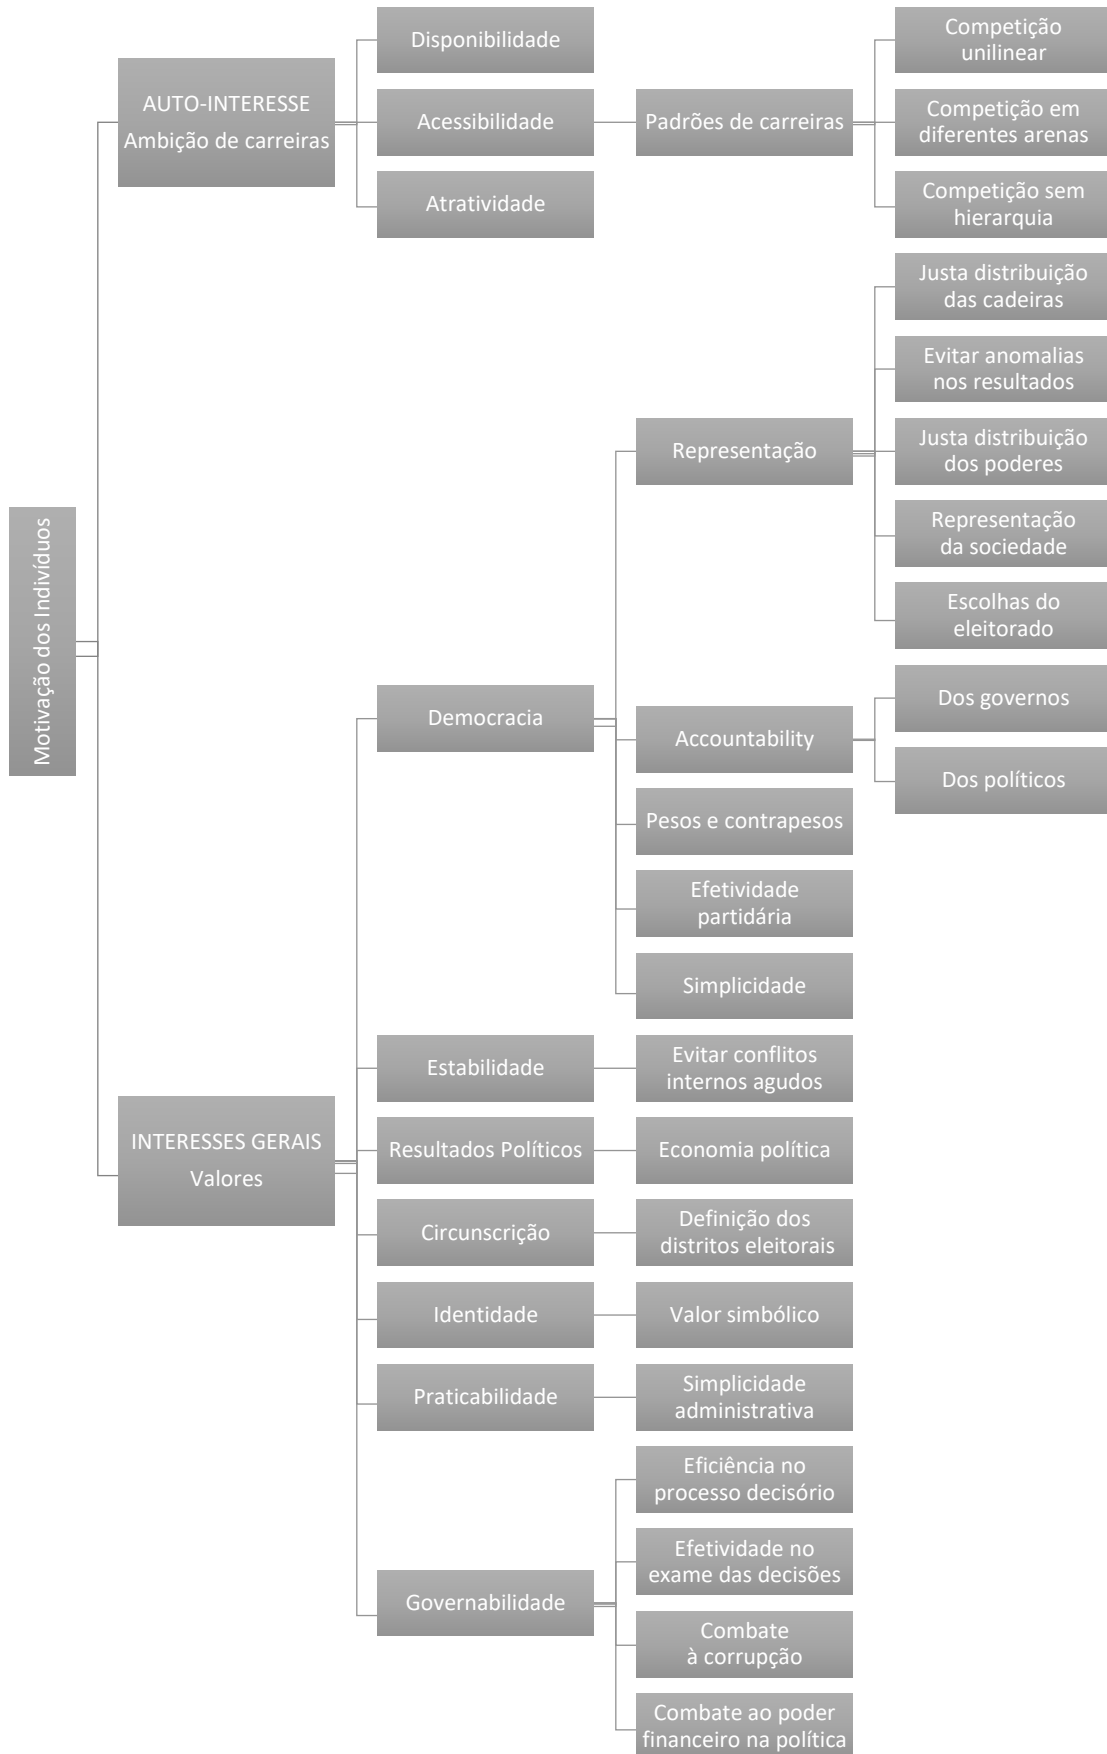 Motivação dos Indivíduos
AUTO-INTERESSE
Ambição de carreiras
Disponibilidade
Acessibilidade
Padrões de carreiras
Competição
unilinear
Competição em
diferentes arenas
Competição sem
hierarquia
Atratividade
INTERESSES GERAIS
Valores
Democracia
Representação
Justa distribuição
das cadeiras
Evitar anomalias
nos resultados
Justa distribuição
dos poderes
Representação
da sociedade
Escolhas do
eleitorado
Accountability
Dos governos
Dos políticos
Pesos e contrapesos
Efetividade
partidária
Simplicidade
Estabilidade
Evitar conflitos
internos agudos
Resultados Políticos
Economia política
Circunscrição
Definição dos
distritos eleitorais
Identidade
Valor simbólico
Praticabilidade
Simplicidade
administrativa
Governabilidade
Eficiência no
processo decisório
Efetividade no
exame das decisões
Combate
à corrupção
Combate ao poder
financeiro na política